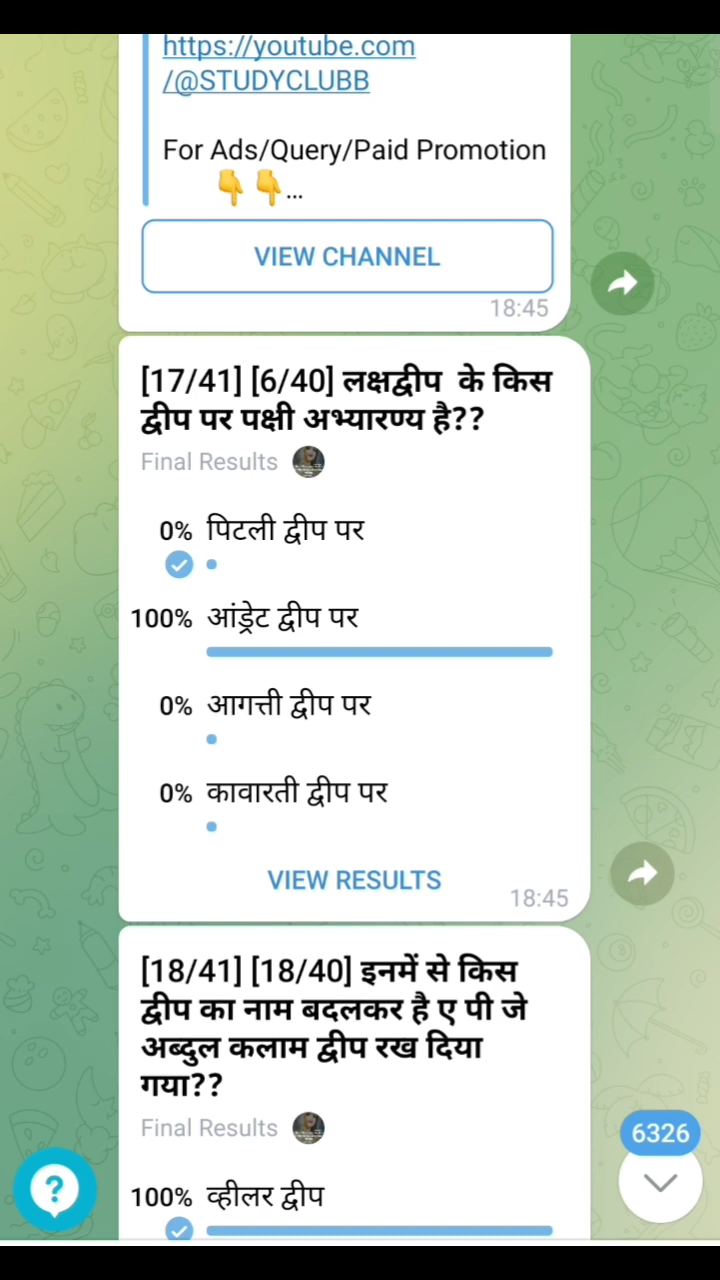 https://youtube.com
/@STUDYCLUBB
For Ads/Query/Paid Promotion
👇👇...
VIEW CHANNEL
18:45
[17/41] [6/40] लक्षद्वीप के किस
द्वीप पर पक्षी अभ्यारण्य है??
Final Results
0% पिटली द्वीप पर
100% आंड्रेट द्वीप पर
0% आगत्ती द्वीप पर
0% कावारती द्वीप पर
VIEW RESULTS
18:45
[18/41] [18/40] इनमें से किस
द्वीप का नाम बदलकर है ए पी जे
अब्दुल कलाम द्वीप रख दिया
गया??
Final Results
6326
100% व्हीलर द्वीप